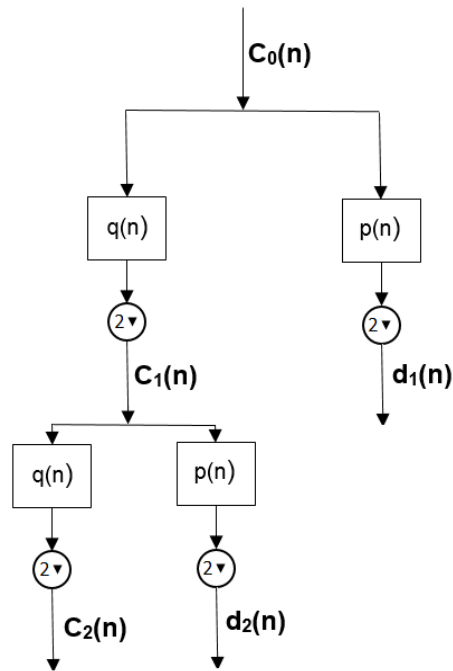 C₀(n)
q(n)
p(n)
2▼
2▼
C₁(n)
d₁(n)
q(n)
p(n)
2▼
2▼
C₂(n)
d₂(n)